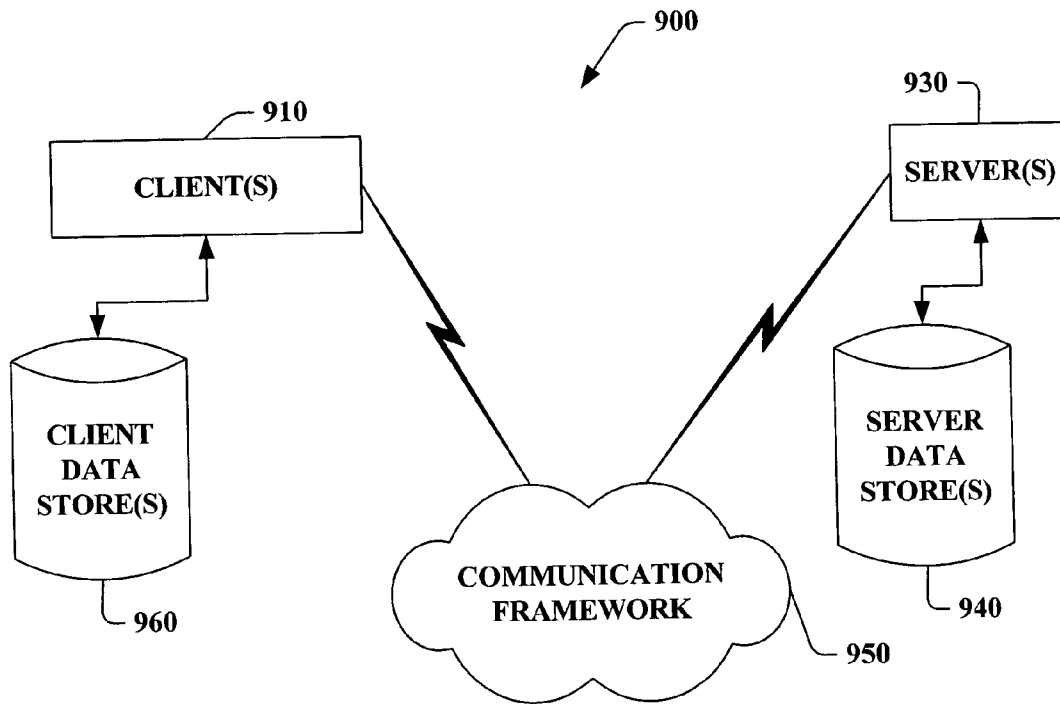 900
910
930
CLIENT(S)
SERVER(S)
CLIENT
DATA
STORE(S)
SERVER
DATA
STORE(S)
COMMUNICATION
FRAMEWORK
960
940
950